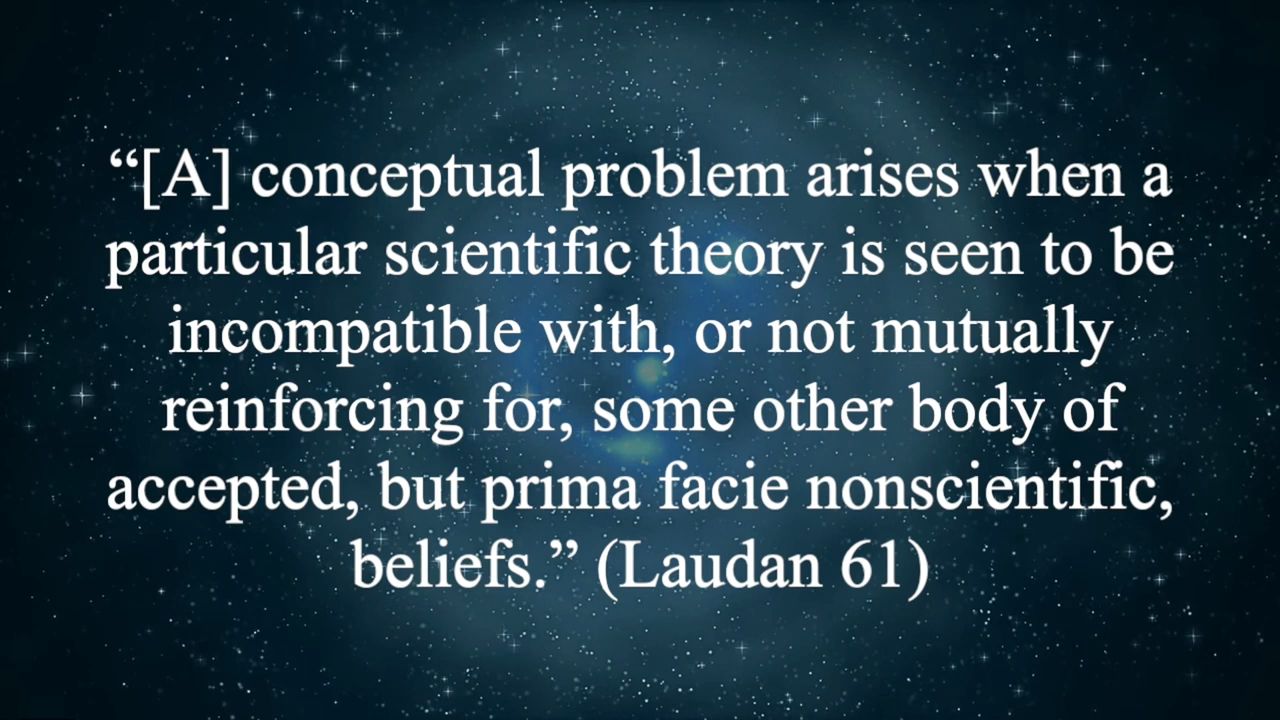 “[A] conceptual problem arises when a
particular scientific theory is seen to be
incompatible with, or not mutually
reinforcing for, some other body of
accepted, but prima facie nonscientific,
beliefs.” (Laudan 61)